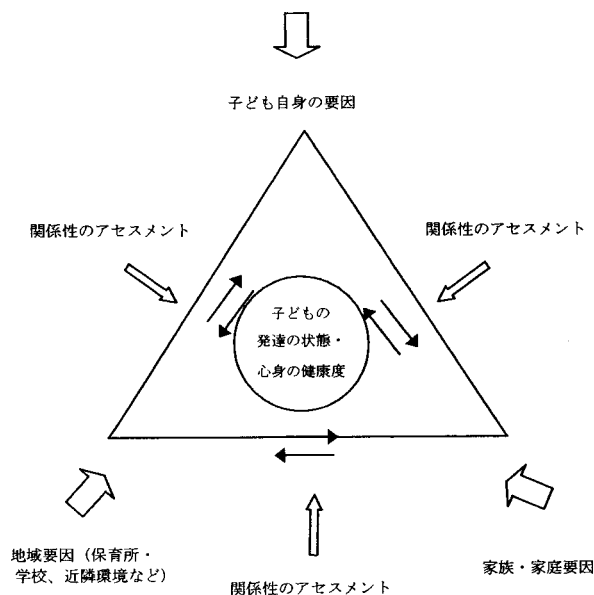 子ども自身の要因
関係性のアセスメント
関係性のアセスメント
子どもの
発達の状態・
心身の健康度
地域要因（保育所・
学校、近隣環境など）
家族・家庭要因
関係性のアセスメント